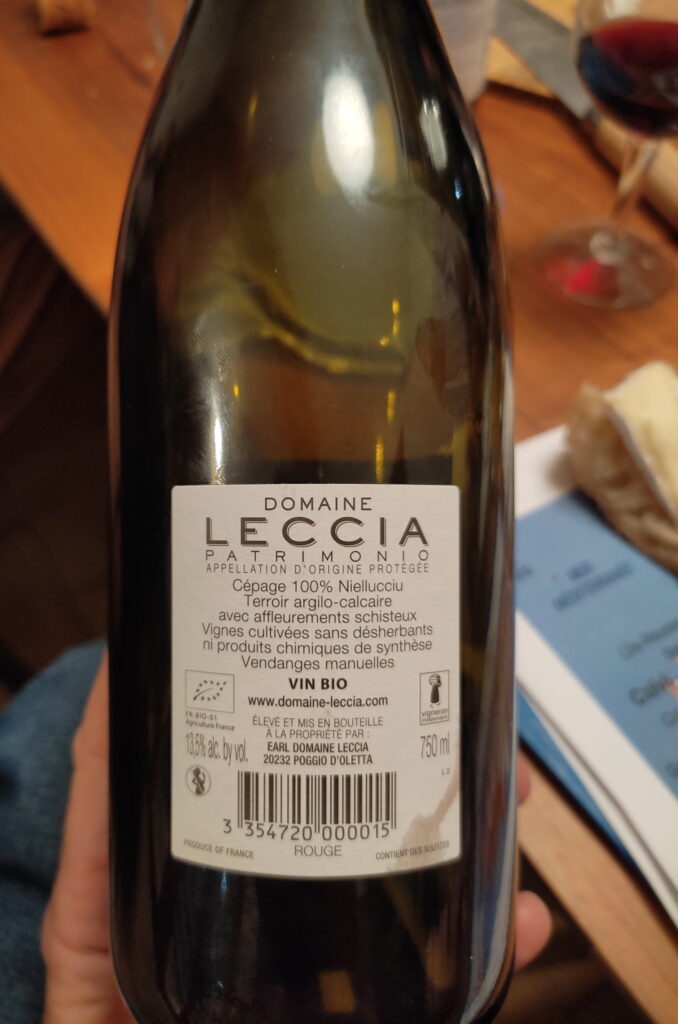 DOMAINE
LECCIA
PATRIMONIO
APPELLATION D'ORIGINE PROTÉGÉE
Cépage 100% Niellucciu
Terroir argilo-calcaire
avec affleurements schisteux
Vignes cultivées sans désherbants
ni produits chimiques de synthèse
Vendanges manuelles
VIN BIO
www.domaine-leccia.com
FR-BIO-01
Agriculture France
vigneron
indépendant
ÉLEVÉ ET MIS EN BOUTEILLE
À LA PROPRIÉTÉ PAR :
EARL DOMAINE LECCIA
20232 POGGIO D'OLETTA
13,5% alc. by vol.
750 ml
L2
3 354720 000015
PRODUCE OF FRANCE
ROUGE
CONTIENT DES SULFITES